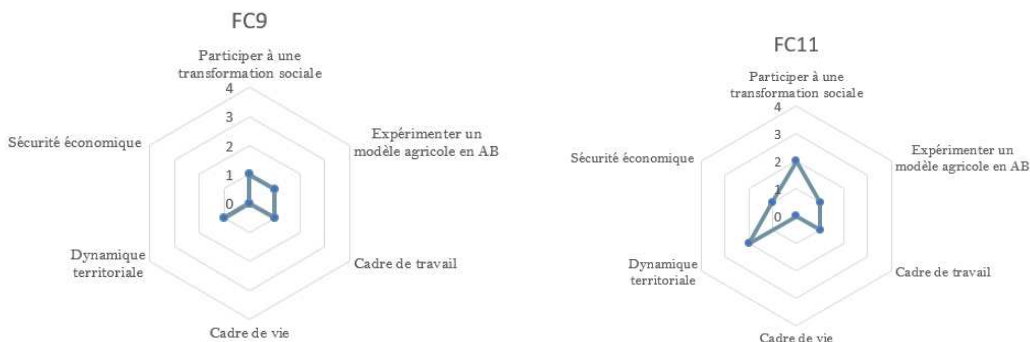 FC9
Participer à une
transformation sociale
4
3
2
1
0
Expérimenter un
modèle agricole en AB
Cadre de travail
Cadre de vie
Dynamique
territoriale
Sécurité économique
FC11
Participer à une
transformation sociale
4
3
2
1
0
Expérimenter un
modèle agricole en AB
Cadre de travail
Cadre de vie
Dynamique
territoriale
Sécurité économique